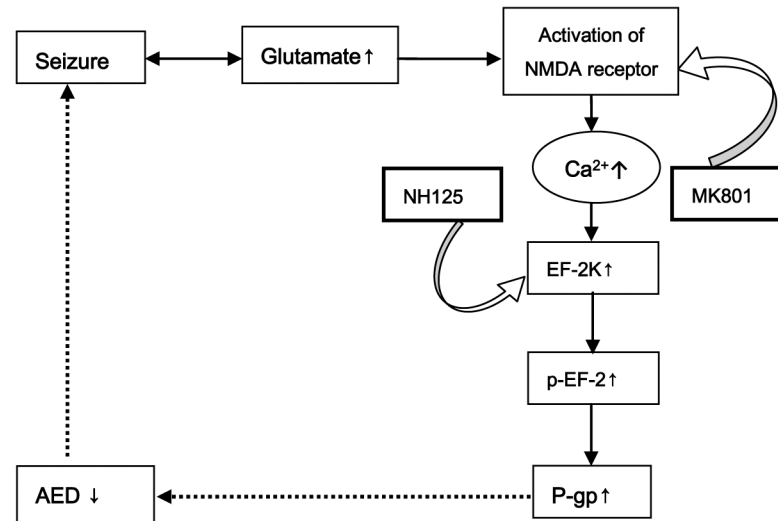 Seizure
Glutamate↑
Activation of
NMDA receptor
Ca²⁺↑
NH125
MK801
EF-2K↑
p-EF-2↑
AED ↓
P-gp↑